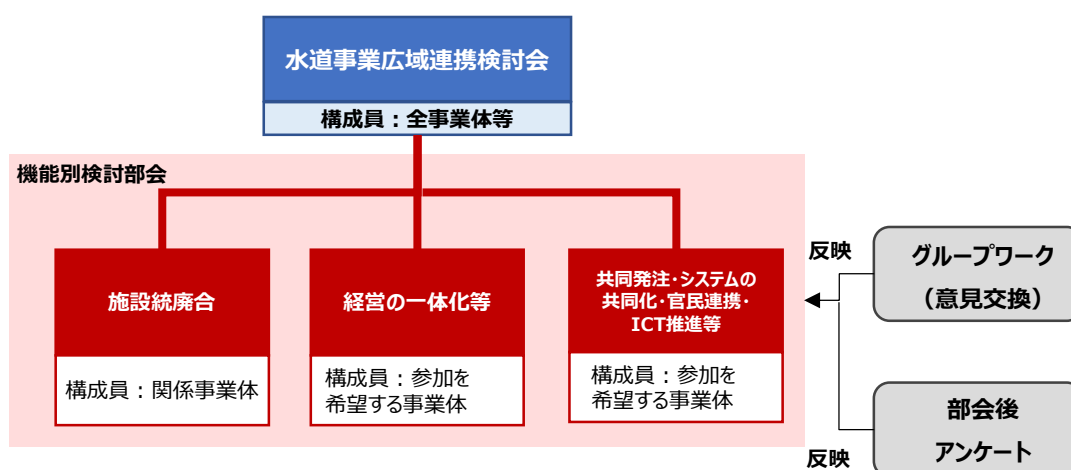 水道事業広域連携検討会
構成員：全事業体等
機能別検討部会
施設統廃合
構成員：関係事業体
経営の一体化等
構成員：参加を
希望する事業体
共同発注・システムの
共同化・官民連携・
ICT推進等
構成員：参加を
希望する事業体
反映
グループワーク
（意見交換）
部会後
アンケート
反映